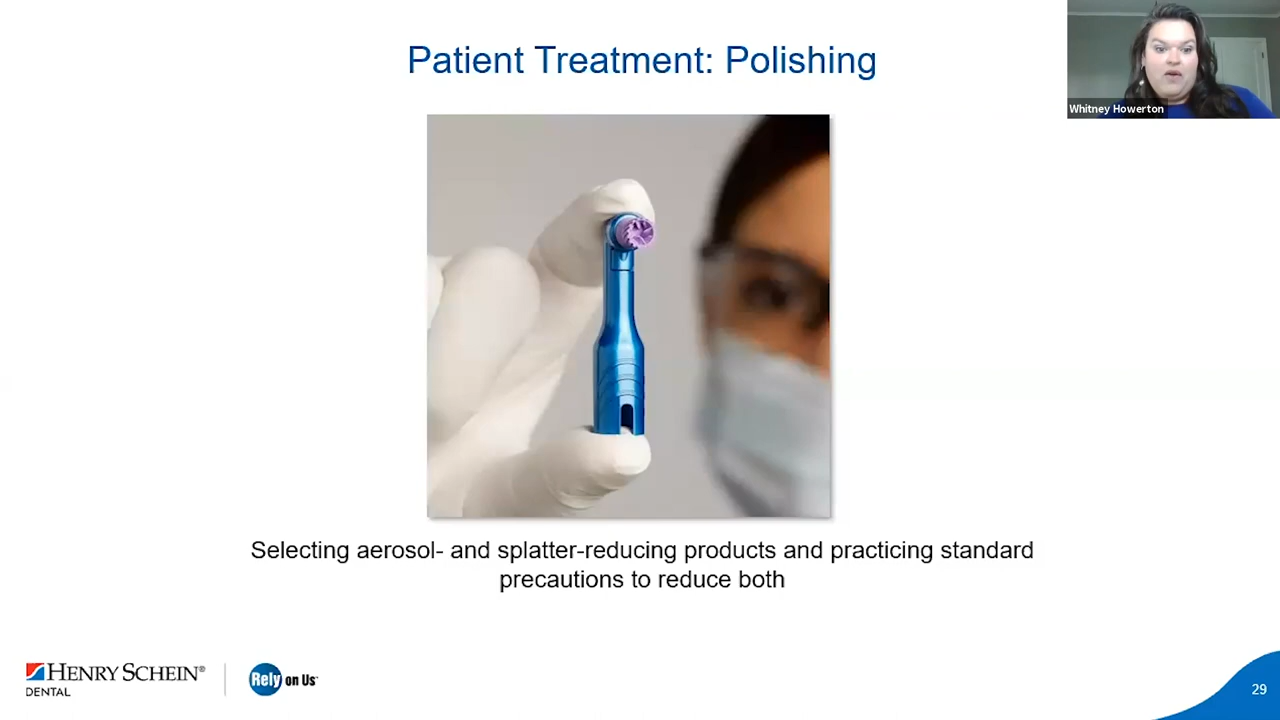 Patient Treatment: Polishing
Whitney Howerton
Selecting aerosol- and splatter-reducing products and practicing standard
precautions to reduce both
HENRY SCHEIN®
DENTAL
Rely on Us
29